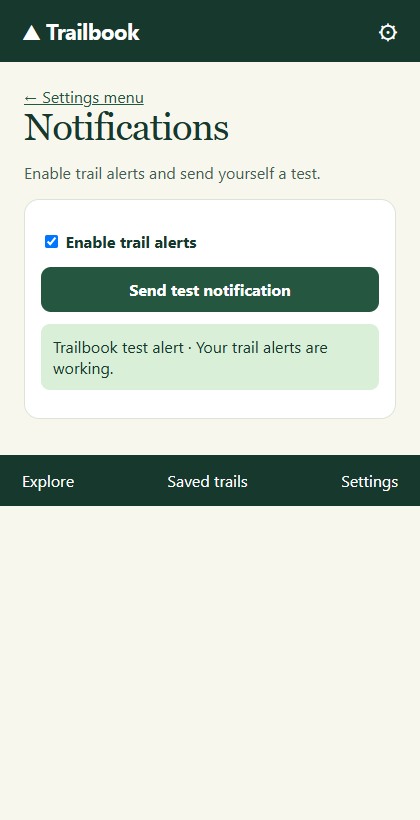 ▲ Trailbook
← Settings menu
Notifications
Enable trail alerts and send yourself a test.
Enable trail alerts
Send test notification
Trailbook test alert · Your trail alerts are
working.
Explore Saved trails Settings